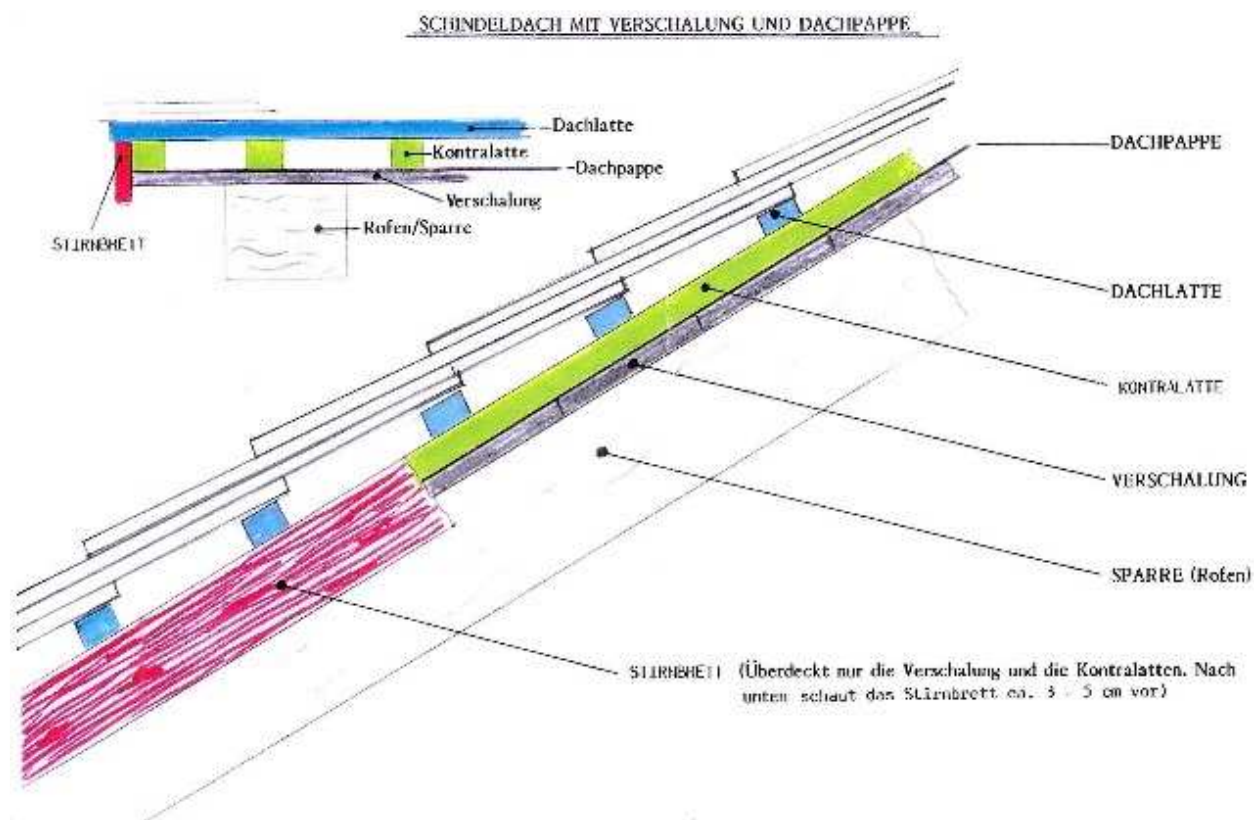 SCHINDELDACH MIT VERSCHALUNG UND DACHPAPPE
Dachlatte
Kontralatte
Dachpappe
Verschalung
Rofen/Sparre
STIRNBRETT
DACHPAPPE
DACHLATTE
KONTRALATTE
VERSCHALUNG
SPARRE (Rofen)
STIRNBRETT (Überdeckt nur die Verschalung und die Kontralatten. Nach
unten schaut das Stirnbrett ca. 3 - 5 cm vor)